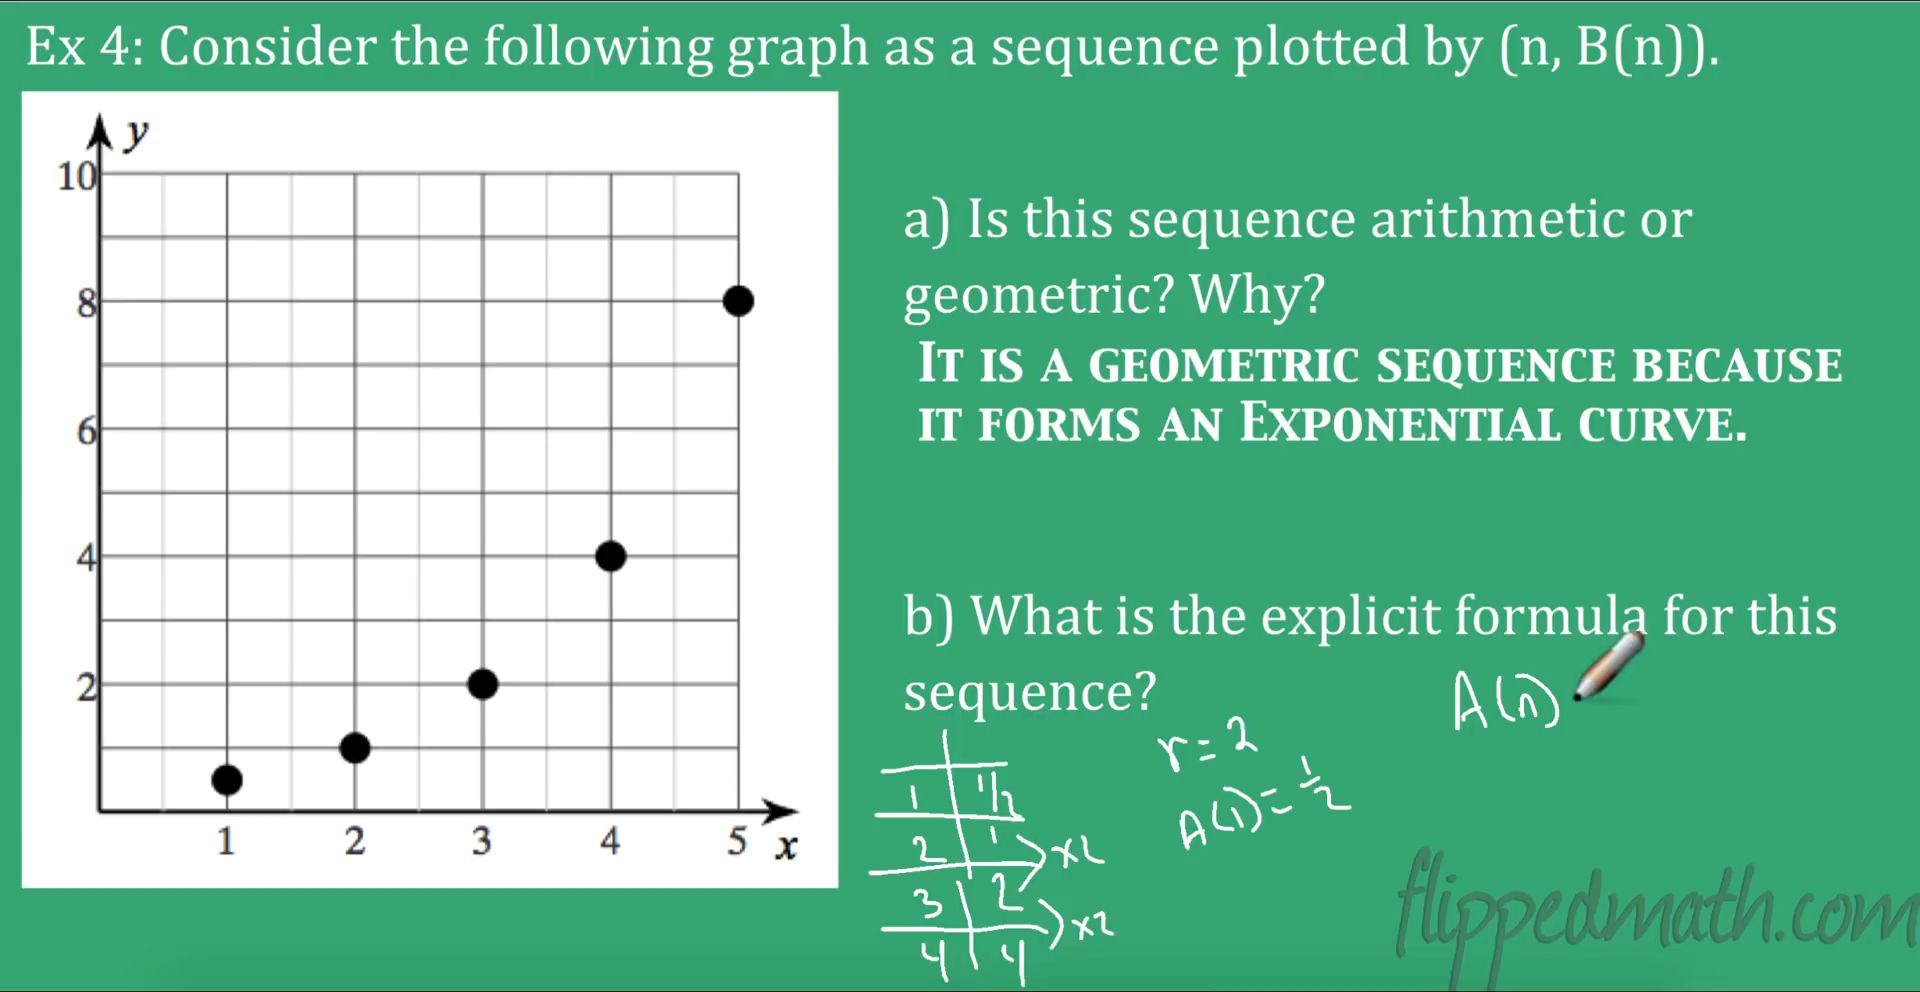 Ex 4: Consider the following graph as a sequence plotted by (n, B(n)).
y
10
8
6
4
2
1 2 3 4 5 x
a) Is this sequence arithmetic or
geometric? Why?
IT IS A GEOMETRIC SEQUENCE BECAUSE
IT FORMS AN EXPONENTIAL CURVE.
b) What is the explicit formula for this
sequence?
A(n)
r = 2
A(1) = 1/2
1 1/2
2 1
x2
3 2
x2
4 4
flippedmath.com